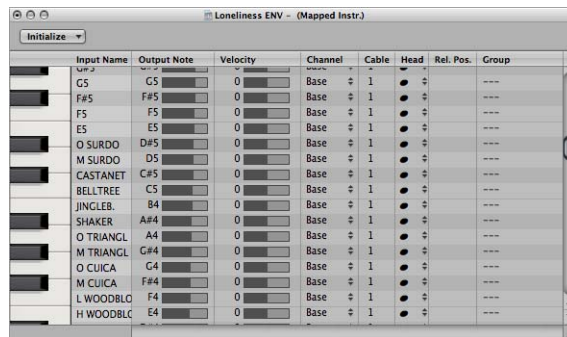 Loneliness ENV - (Mapped Instr.)
Initialize
Input Name Output Note Velocity Channel Cable Head Rel. Pos. Group
G5 G5 0 Base 1 ---
F#5 F#5 0 Base 1 ---
F5 F5 0 Base 1 ---
E5 E5 0 Base 1 ---
O SURDO D#5 0 Base 1 ---
M SURDO D5 0 Base 1 ---
CASTANET C#5 0 Base 1 ---
BELLTREE C5 0 Base 1 ---
JINGLEB. B4 0 Base 1 ---
SHAKER A#4 0 Base 1 ---
O TRIANGL A4 0 Base 1 ---
M TRIANGL G#4 0 Base 1 ---
O CUICA G4 0 Base 1 ---
M CUICA F#4 0 Base 1 ---
L WOODBLO F4 0 Base 1 ---
H WOODBLO E4 0 Base 1 ---